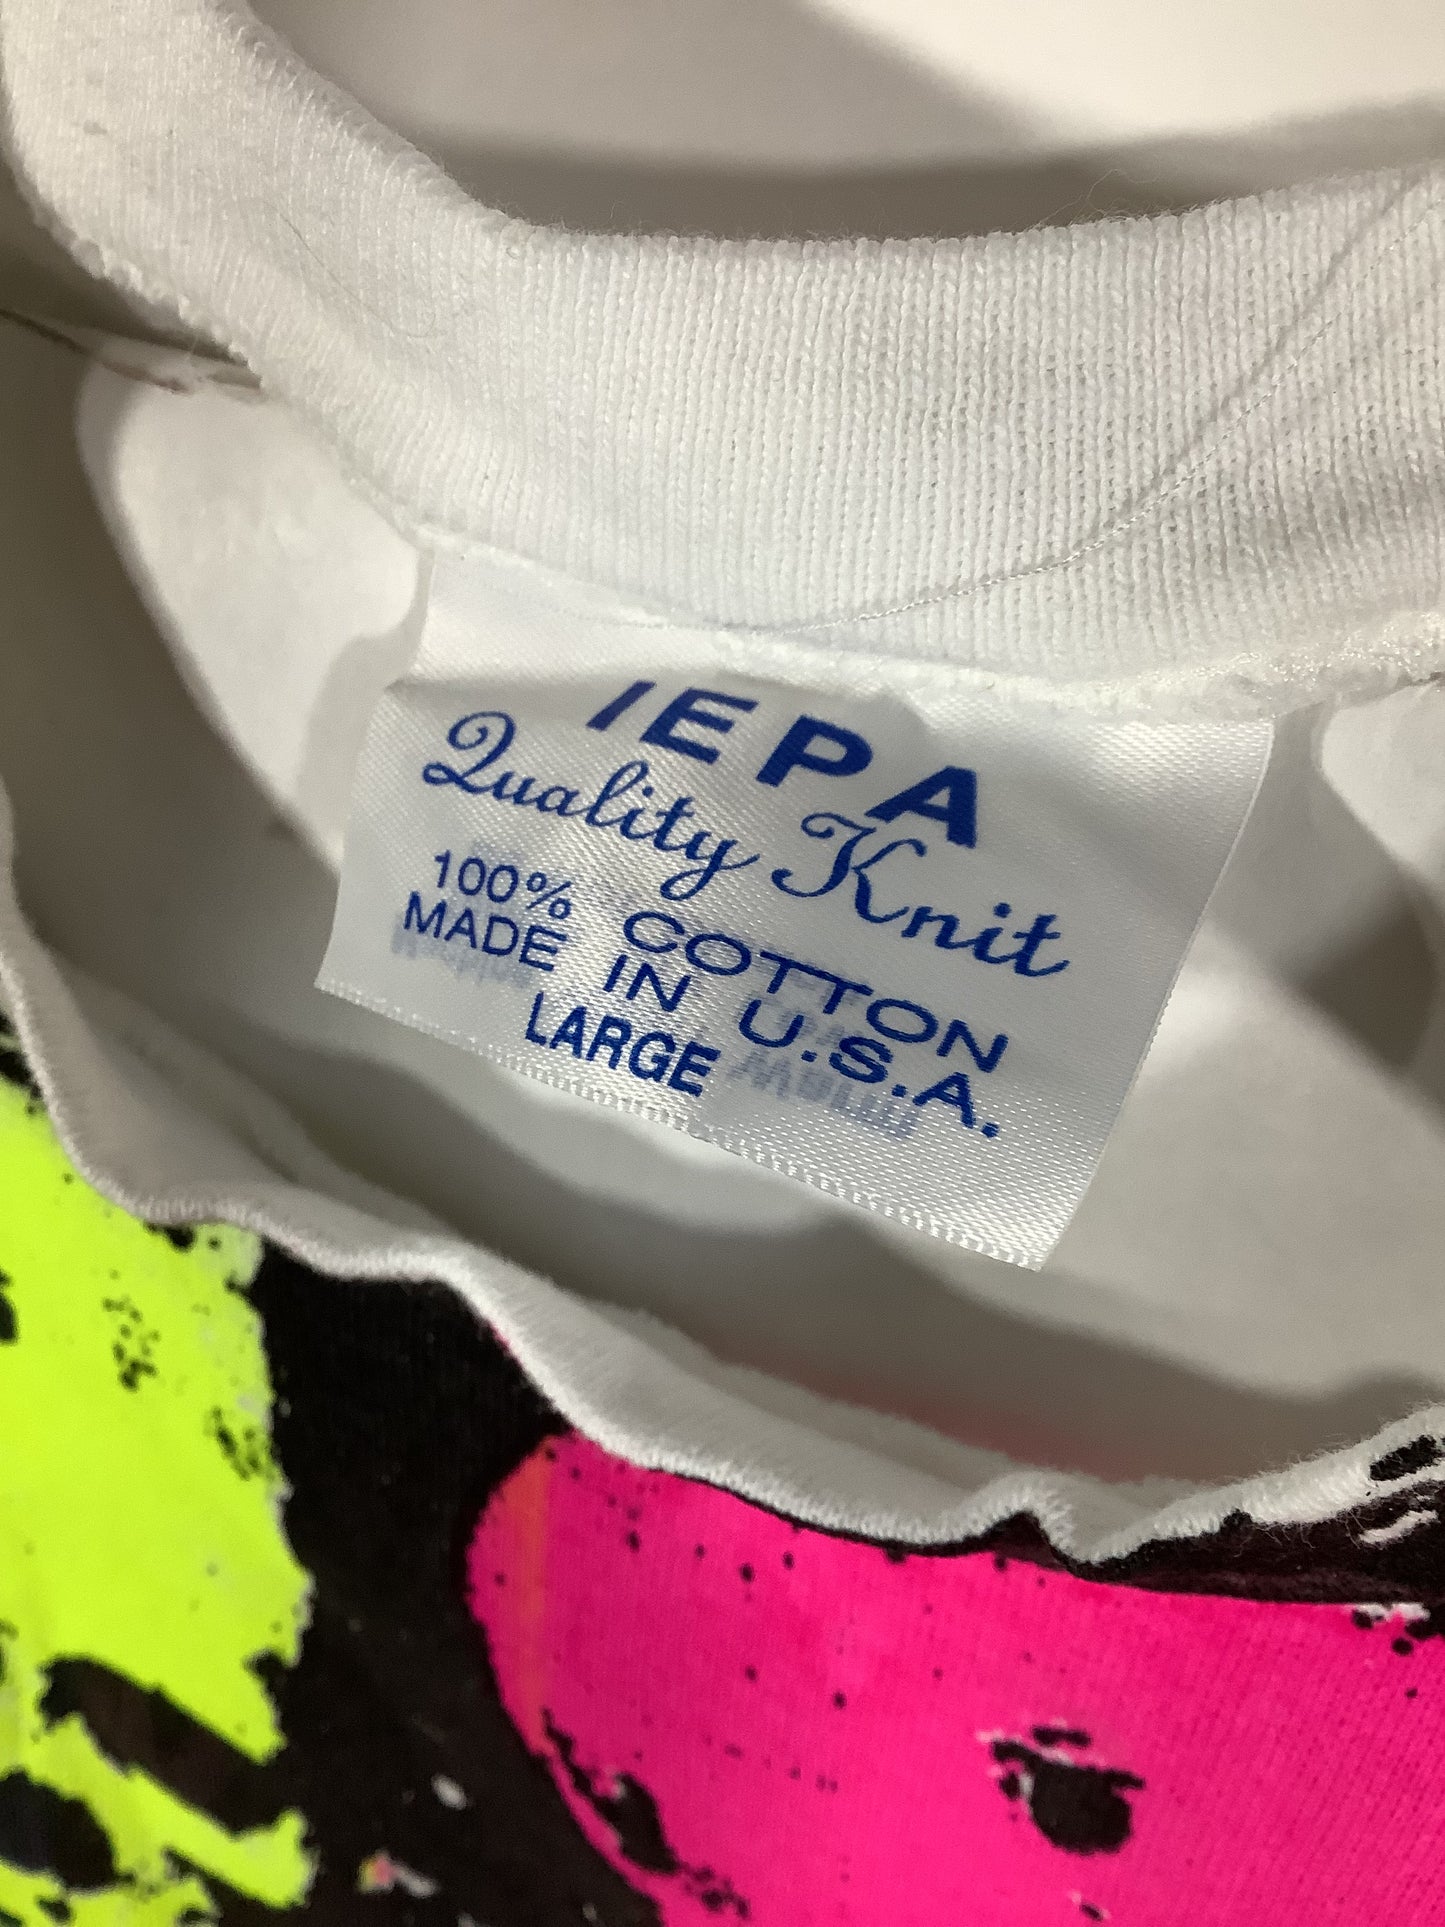 IEPA
Quality Knit
100% COTTON
MADE IN U.S.A.
LARGE